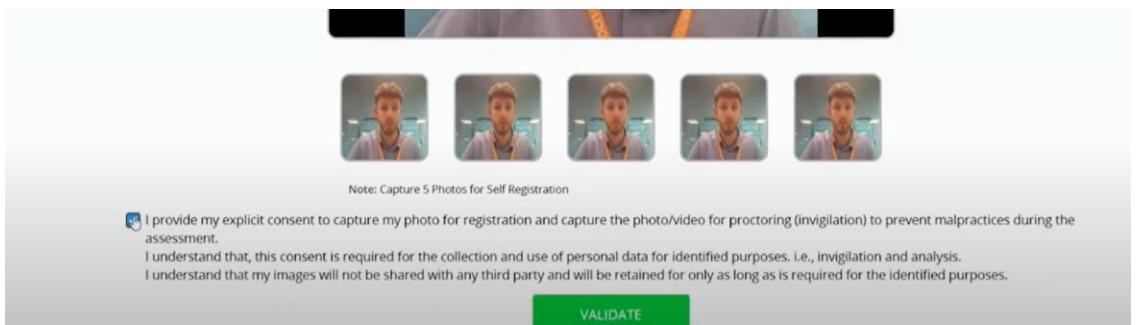 Note: Capture 5 Photos for Self Registration
I provide my explicit consent to capture my photo for registration and capture the photo/video for proctoring (invigilation) to prevent malpractices during the
assessment.
I understand that, this consent is required for the collection and use of personal data for identified purposes. i.e., invigilation and analysis.
I understand that my images will not be shared with any third party and will be retained for only as long as is required for the identified purposes.
VALIDATE